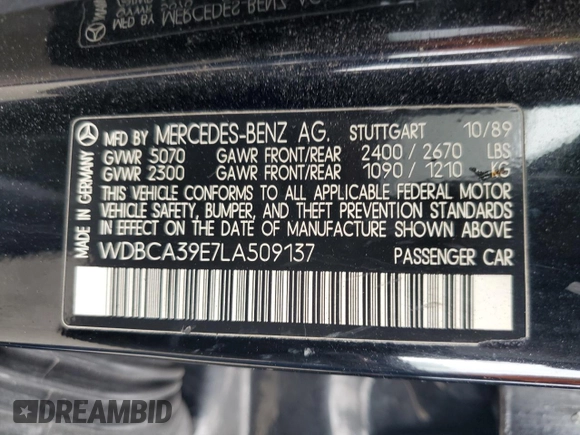 MFD BY MERCEDES-BENZ AG. STUTTGART 10/89
GVWR 5070 GAWR FRONT/REAR 2400 / 2670 LBS
GVWR 2300 GAWR FRONT/REAR 1090 / 1210 KG
THIS VEHICLE CONFORMS TO ALL APPLICABLE FEDERAL MOTOR
VEHICLE SAFETY, BUMPER, AND THEFT PREVENTION STANDARDS
IN EFFECT ON THE DATE OF MANUFACTURE SHOWN ABOVE.
WDBCA39E7LA509137 PASSENGER CAR
MADE IN GERMANY
DREAMBID